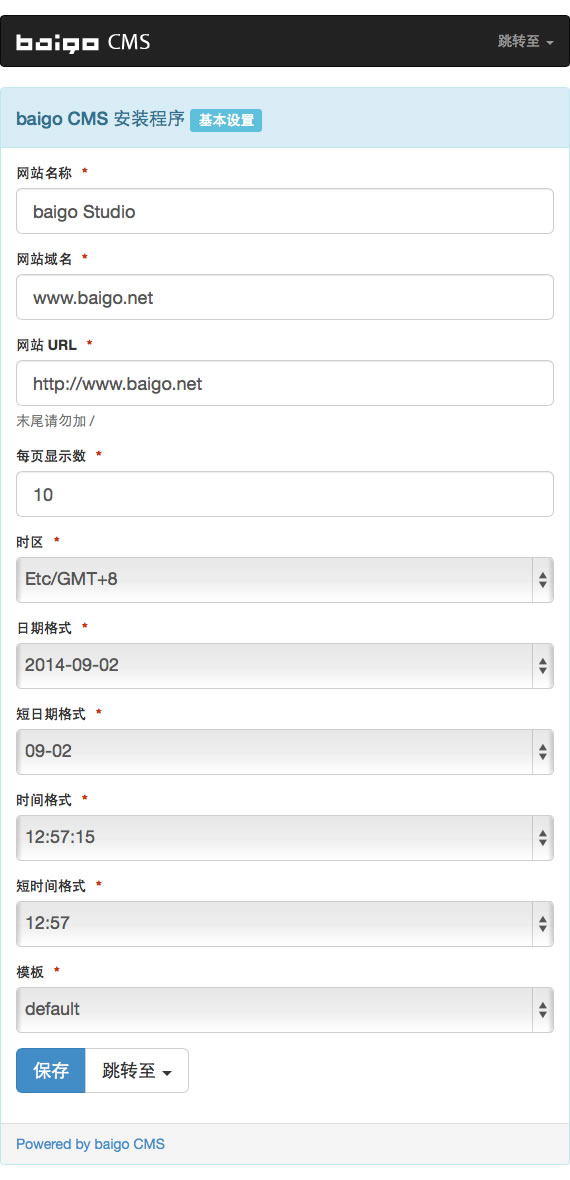 baigo CMS 跳转至
baigo CMS 安装程序 基本设置
网站名称 *
baigo Studio
网站域名 *
www.baigo.net
网站 URL *
http://www.baigo.net
末尾请勿加 /
每页显示数 *
10
时区 *
Etc/GMT+8
日期格式 *
2014-09-02
短日期格式 *
09-02
时间格式 *
12:57:15
短时间格式 *
12:57
模板 *
default
保存 跳转至
Powered by baigo CMS